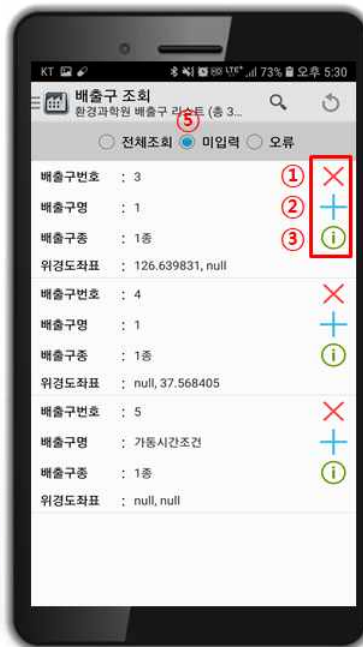 KT 73% 오후 5:30
배출구 조회
환경과학원 배출구 리스트 (총 3...
⑤
전체조회 미입력 오류
배출구번호 : 3 ①
배출구명 : 1 ②
배출구종 : 1종 ③
위경도좌표 : 126.639831, null
배출구번호 : 4
배출구명 : 1
배출구종 : 1종
위경도좌표 : null, 37.568405
배출구번호 : 5
배출구명 : 가동시간조건
배출구종 : 1종
위경도좌표 : null, null